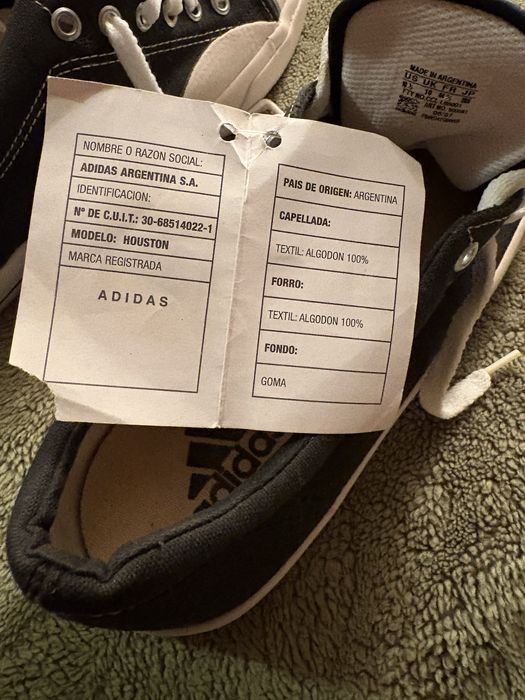 NOMBRE O RAZON SOCIAL:
ADIDAS ARGENTINA S.A.
IDENTIFICACION:
Nº DE C.U.I.T.: 30-68514022-1
MODELO: HOUSTON
MARCA REGISTRADA
ADIDAS
PAIS DE ORIGEN: ARGENTINA
CAPELLADA:
TEXTIL: ALGODON 100%
FORRO:
TEXTIL: ALGODON 100%
FONDO:
GOMA
MADE IN ARGENTINA
US UK FR JP
adidas